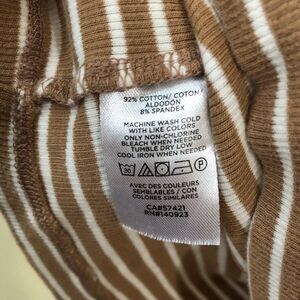 92% COTTON/ COTON/
ALGODÓN
8% SPANDEX
MACHINE WASH COLD
WITH LIKE COLORS
ONLY NON-CHLORINE
BLEACH WHEN NEEDED
TUMBLE DRY LOW
COOL IRON WHEN NEEDED
30
P
AVEC DES COULEURS
SEMBLABLES / CON
COLORES SIMILARES
CA#57421
RN#140923